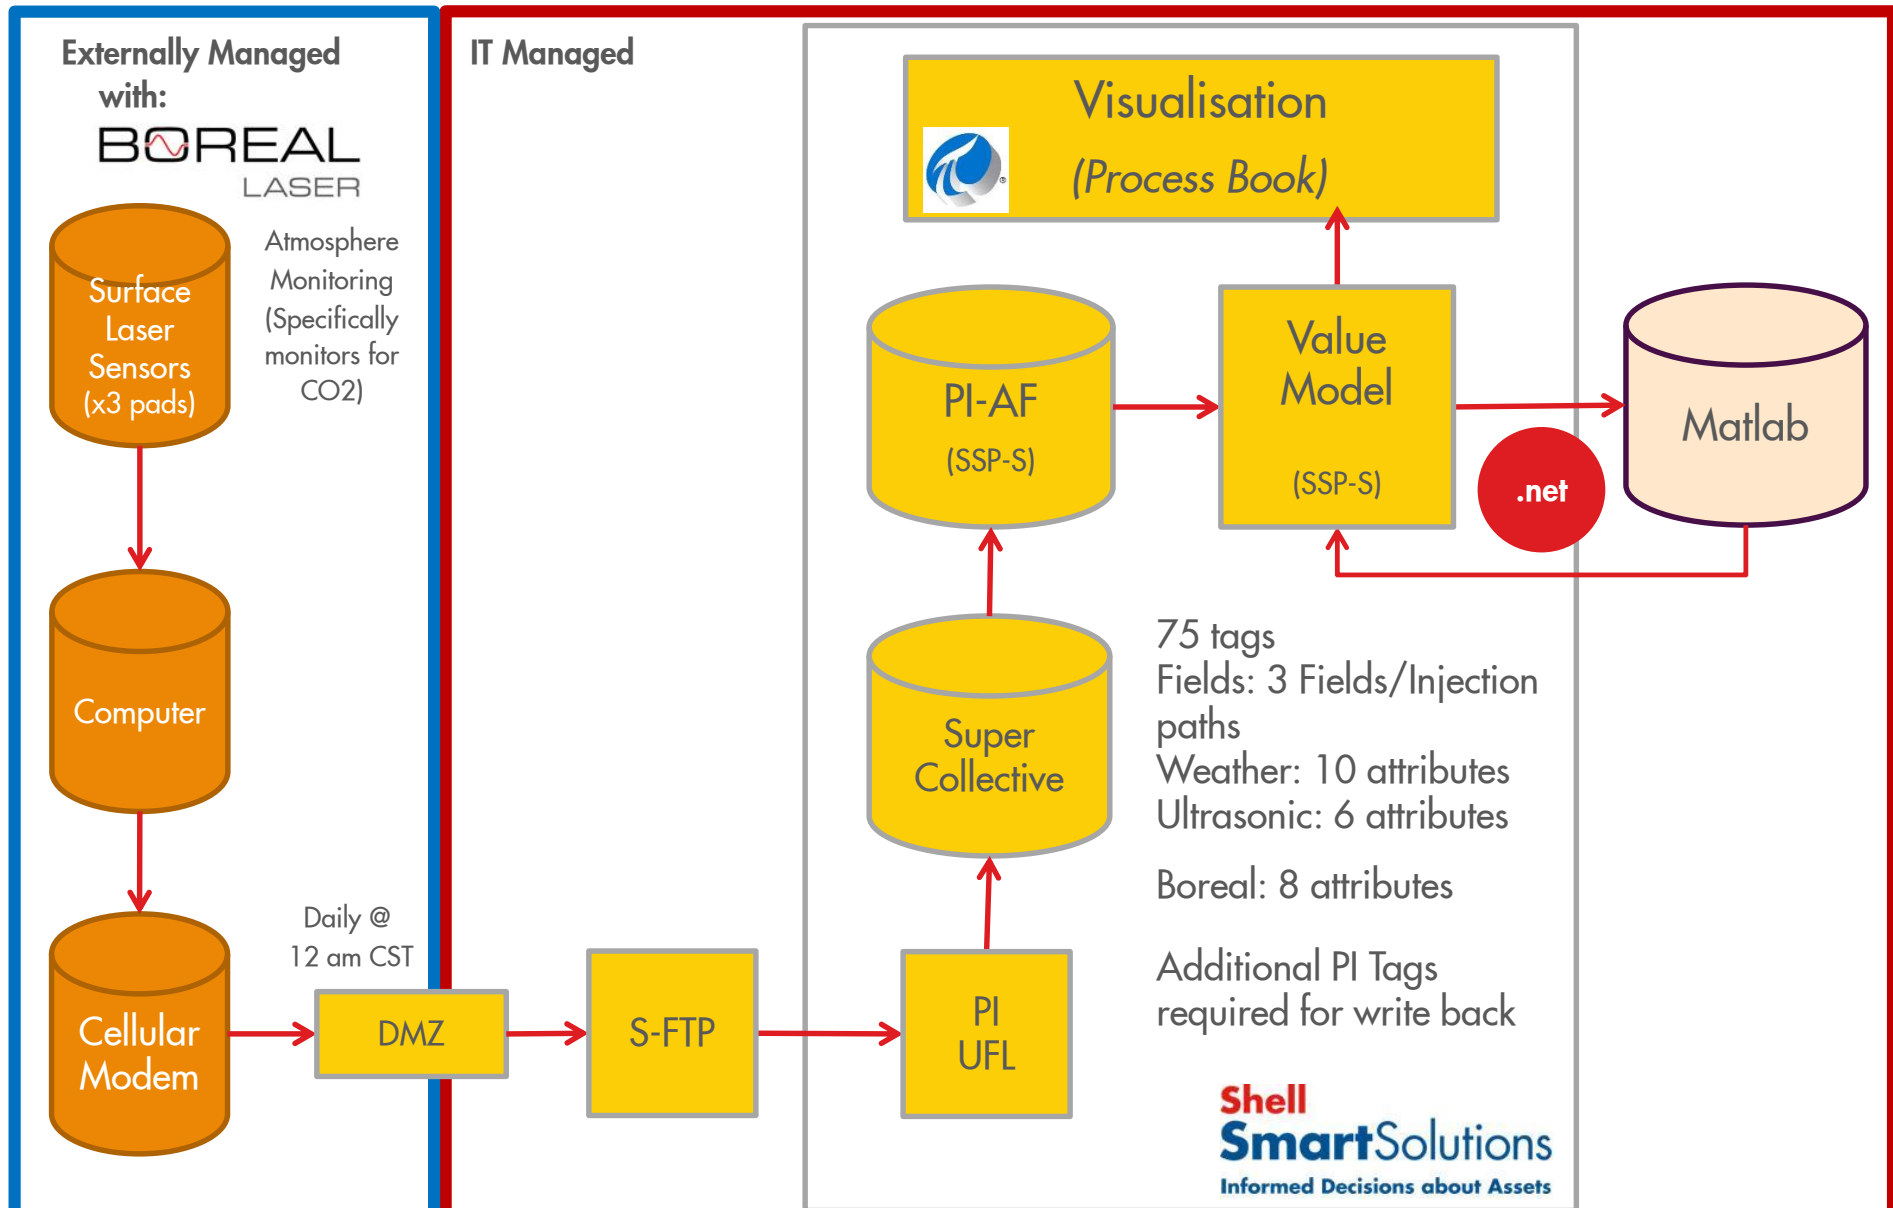 Externally Managed
with:
BOREAL
LASER
Surface
Laser
Sensors
(x3 pads)
Atmosphere
Monitoring
(Specifically
monitors for
CO2)
Computer
Cellular
Modem
Daily @
12 am CST
DMZ
IT Managed
S-FTP
PI
UFL
Super
Collective
PI-AF
(SSP-S)
Value
Model
(SSP-S)
Visualisation
(Process Book)
®
.net
Matlab
75 tags
Fields: 3 Fields/Injection
paths
Weather: 10 attributes
Ultrasonic: 6 attributes
Boreal: 8 attributes
Additional PI Tags
required for write back
Shell
SmartSolutions
Informed Decisions about Assets